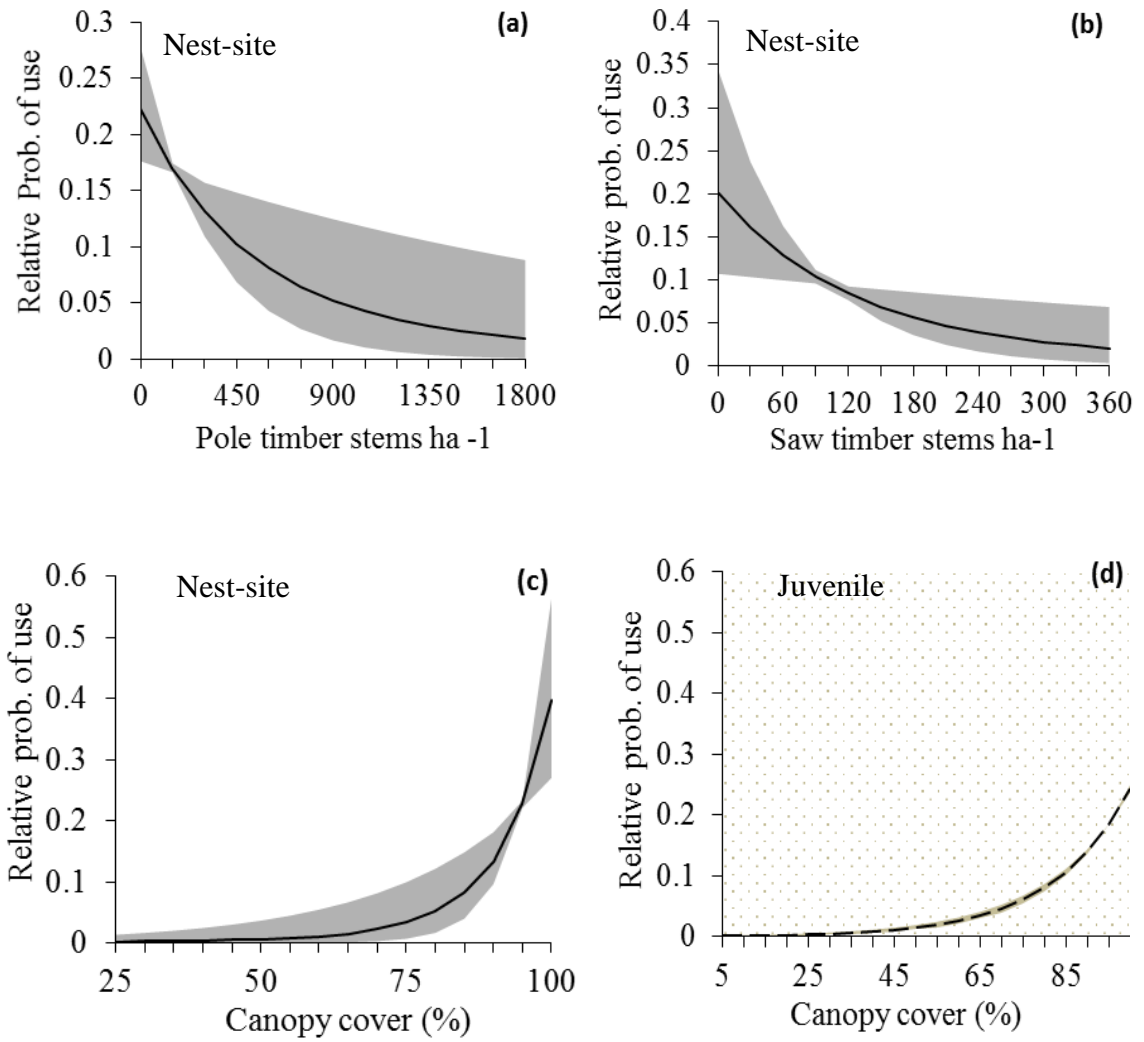 (a)
Nest-site
Relative Prob. of use
0.3
0.25
0.2
0.15
0.1
0.05
0
0 450 900 1350 1800
Pole timber stems ha -1
(b)
Nest-site
Relative prob. of use
0.4
0.35
0.3
0.25
0.2
0.15
0.1
0.05
0
0 60 120 180 240 300 360
Saw timber stems ha-1
(c)
Nest-site
Relative prob. of use
0.6
0.5
0.4
0.3
0.2
0.1
0
25 50 75 100
Canopy cover (%)
(d)
Juvenile
Relative prob. of use
0.6
0.5
0.4
0.3
0.2
0.1
0
5 25 45 65 85
Canopy cover (%)